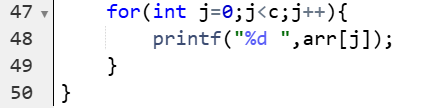 47 for(int j=0;j<c;j++){
48 printf("%d ",arr[j]);
49 }
50 }